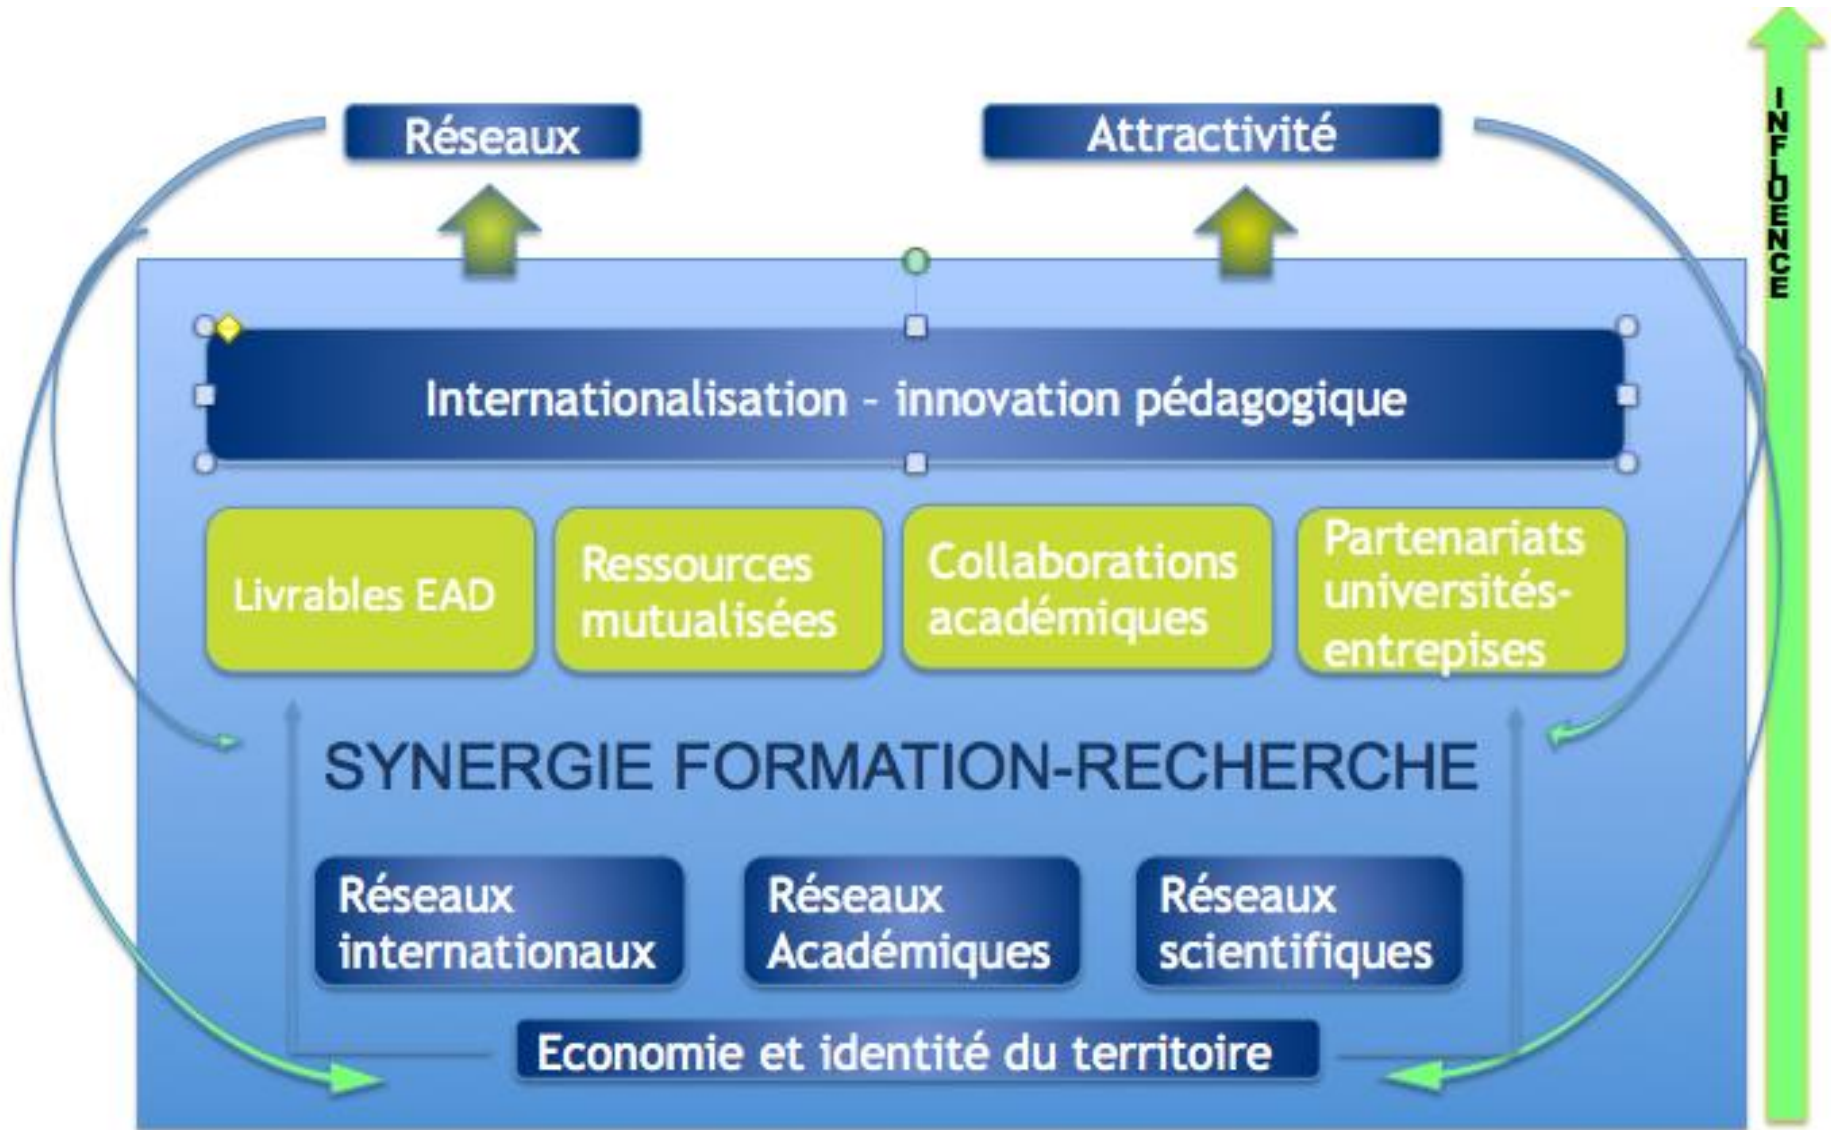 Réseaux
Attractivité
INFLUENCE
Internationalisation – innovation pédagogique
Livrables EAD
Ressources
mutualisées
Collaborations
académiques
Partenariats
universités-
entrepises
SYNERGIE FORMATION-RECHERCHE
Réseaux
internationaux
Réseaux
Académiques
Réseaux
scientifiques
Economie et identité du territoire